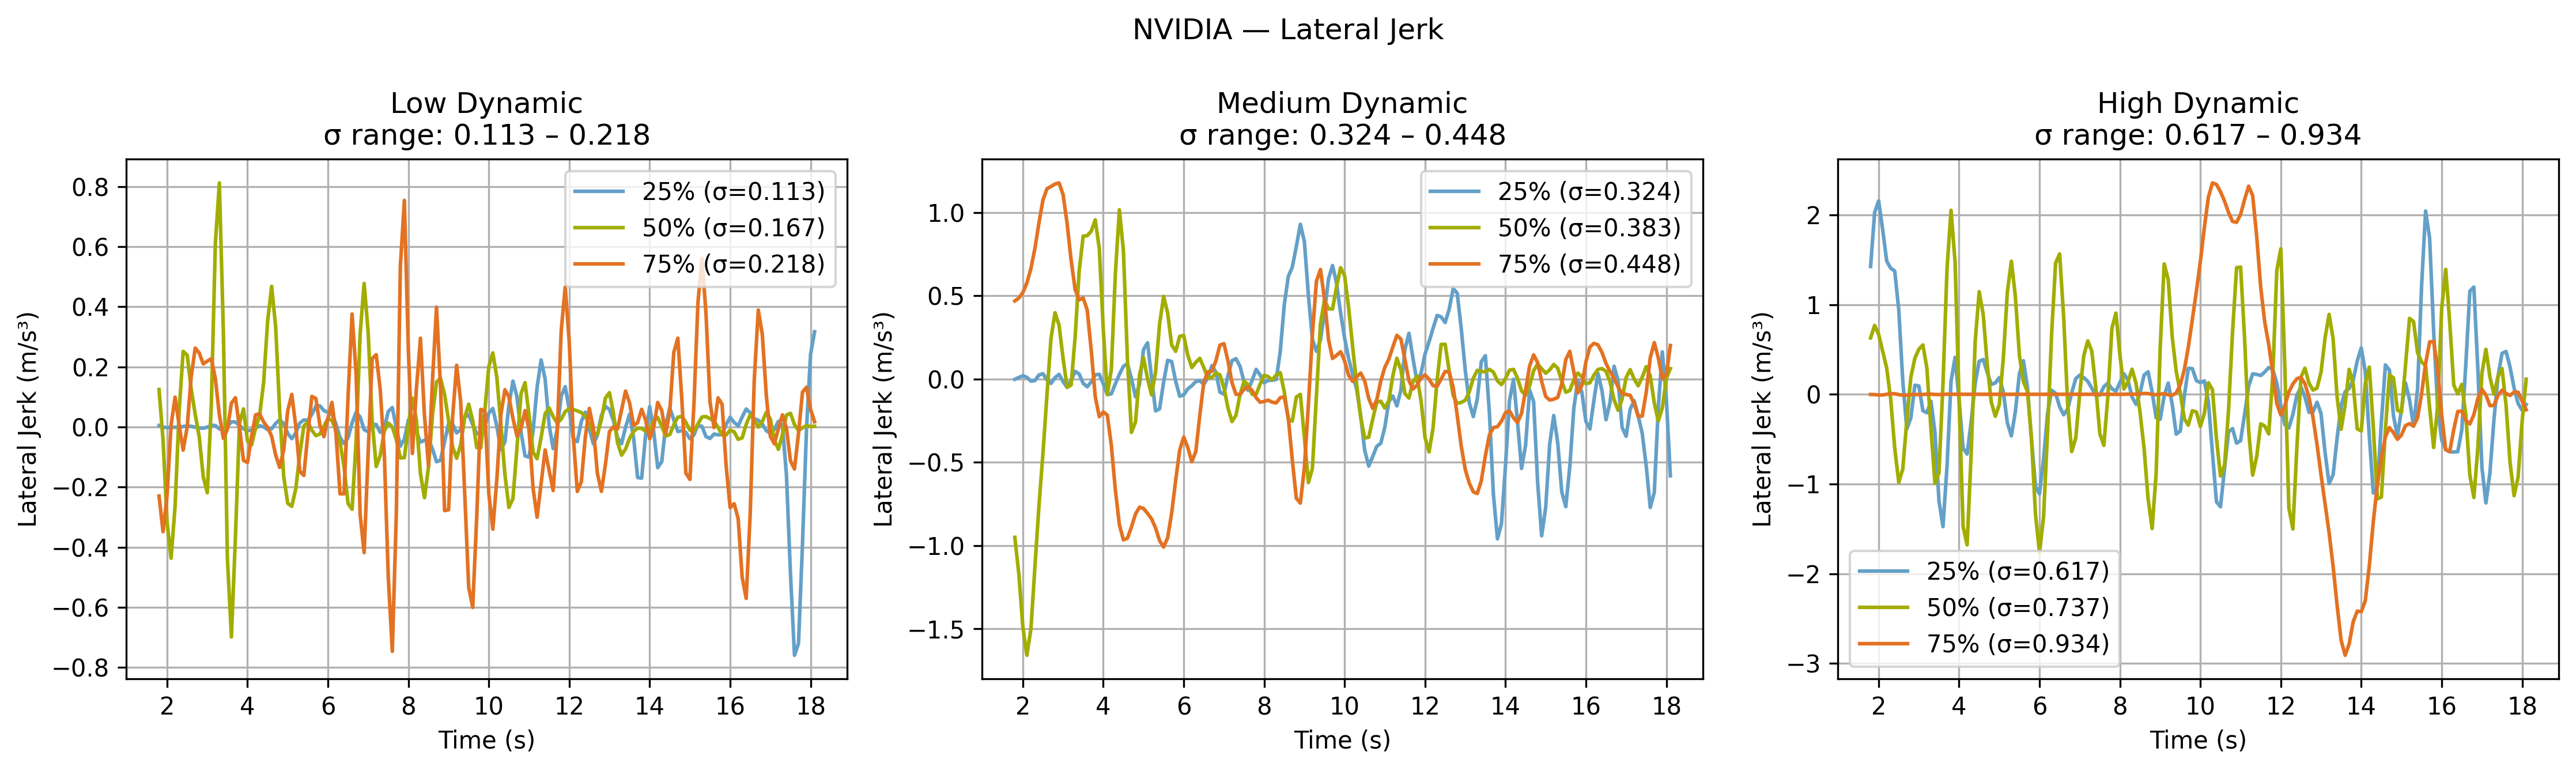 NVIDIA — Lateral Jerk
Low Dynamic
σ range: 0.113 – 0.218
Lateral Jerk (m/s³)
0.8
0.6
0.4
0.2
0.0
−0.2
−0.4
−0.6
−0.8
25% (σ=0.113)
50% (σ=0.167)
75% (σ=0.218)
2 4 6 8 10 12 14 16 18
Time (s)
Medium Dynamic
σ range: 0.324 – 0.448
Lateral Jerk (m/s³)
1.0
0.5
0.0
−0.5
−1.0
−1.5
25% (σ=0.324)
50% (σ=0.383)
75% (σ=0.448)
2 4 6 8 10 12 14 16 18
Time (s)
High Dynamic
σ range: 0.617 – 0.934
Lateral Jerk (m/s³)
2
1
0
−1
−2
−3
25% (σ=0.617)
50% (σ=0.737)
75% (σ=0.934)
2 4 6 8 10 12 14 16 18
Time (s)